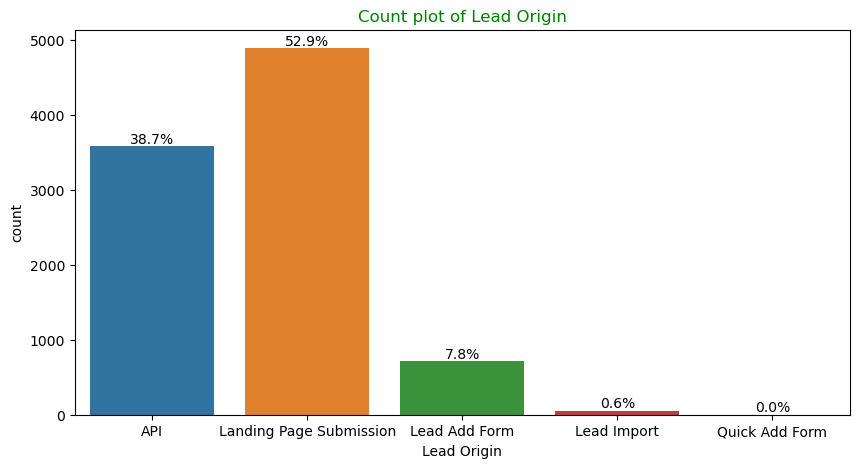 Count plot of Lead Origin
5000
4000
3000
2000
1000
0
count
38.7%
52.9%
7.8%
0.6%
0.0%
API
Landing Page Submission
Lead Add Form
Lead Import
Quick Add Form
Lead Origin